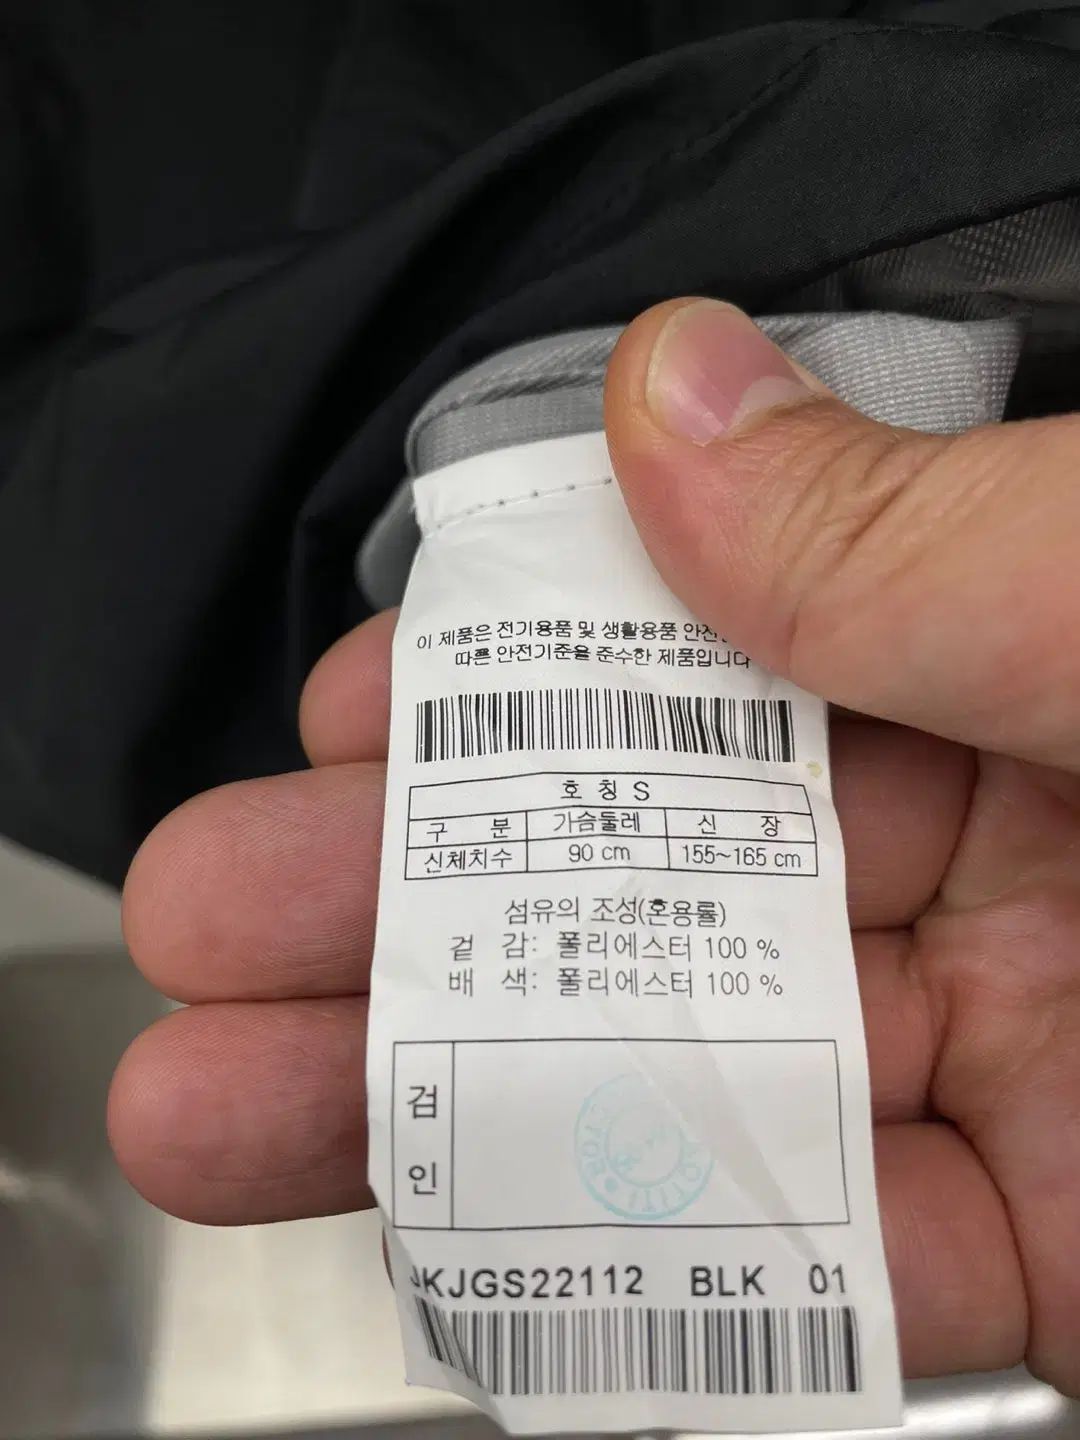 이 제품은 전기용품 및 생활용품
따른 안전기준을 준수한 제품입니다
호 칭 S
구 분 가슴둘레 신 장
신체치수 90 cm 155~165 cm
섬유의 조성(혼용률)
겉 감: 폴리에스터 100 %
배 색: 폴리에스터 100 %
검
인
JKJGS22112 BLK 01